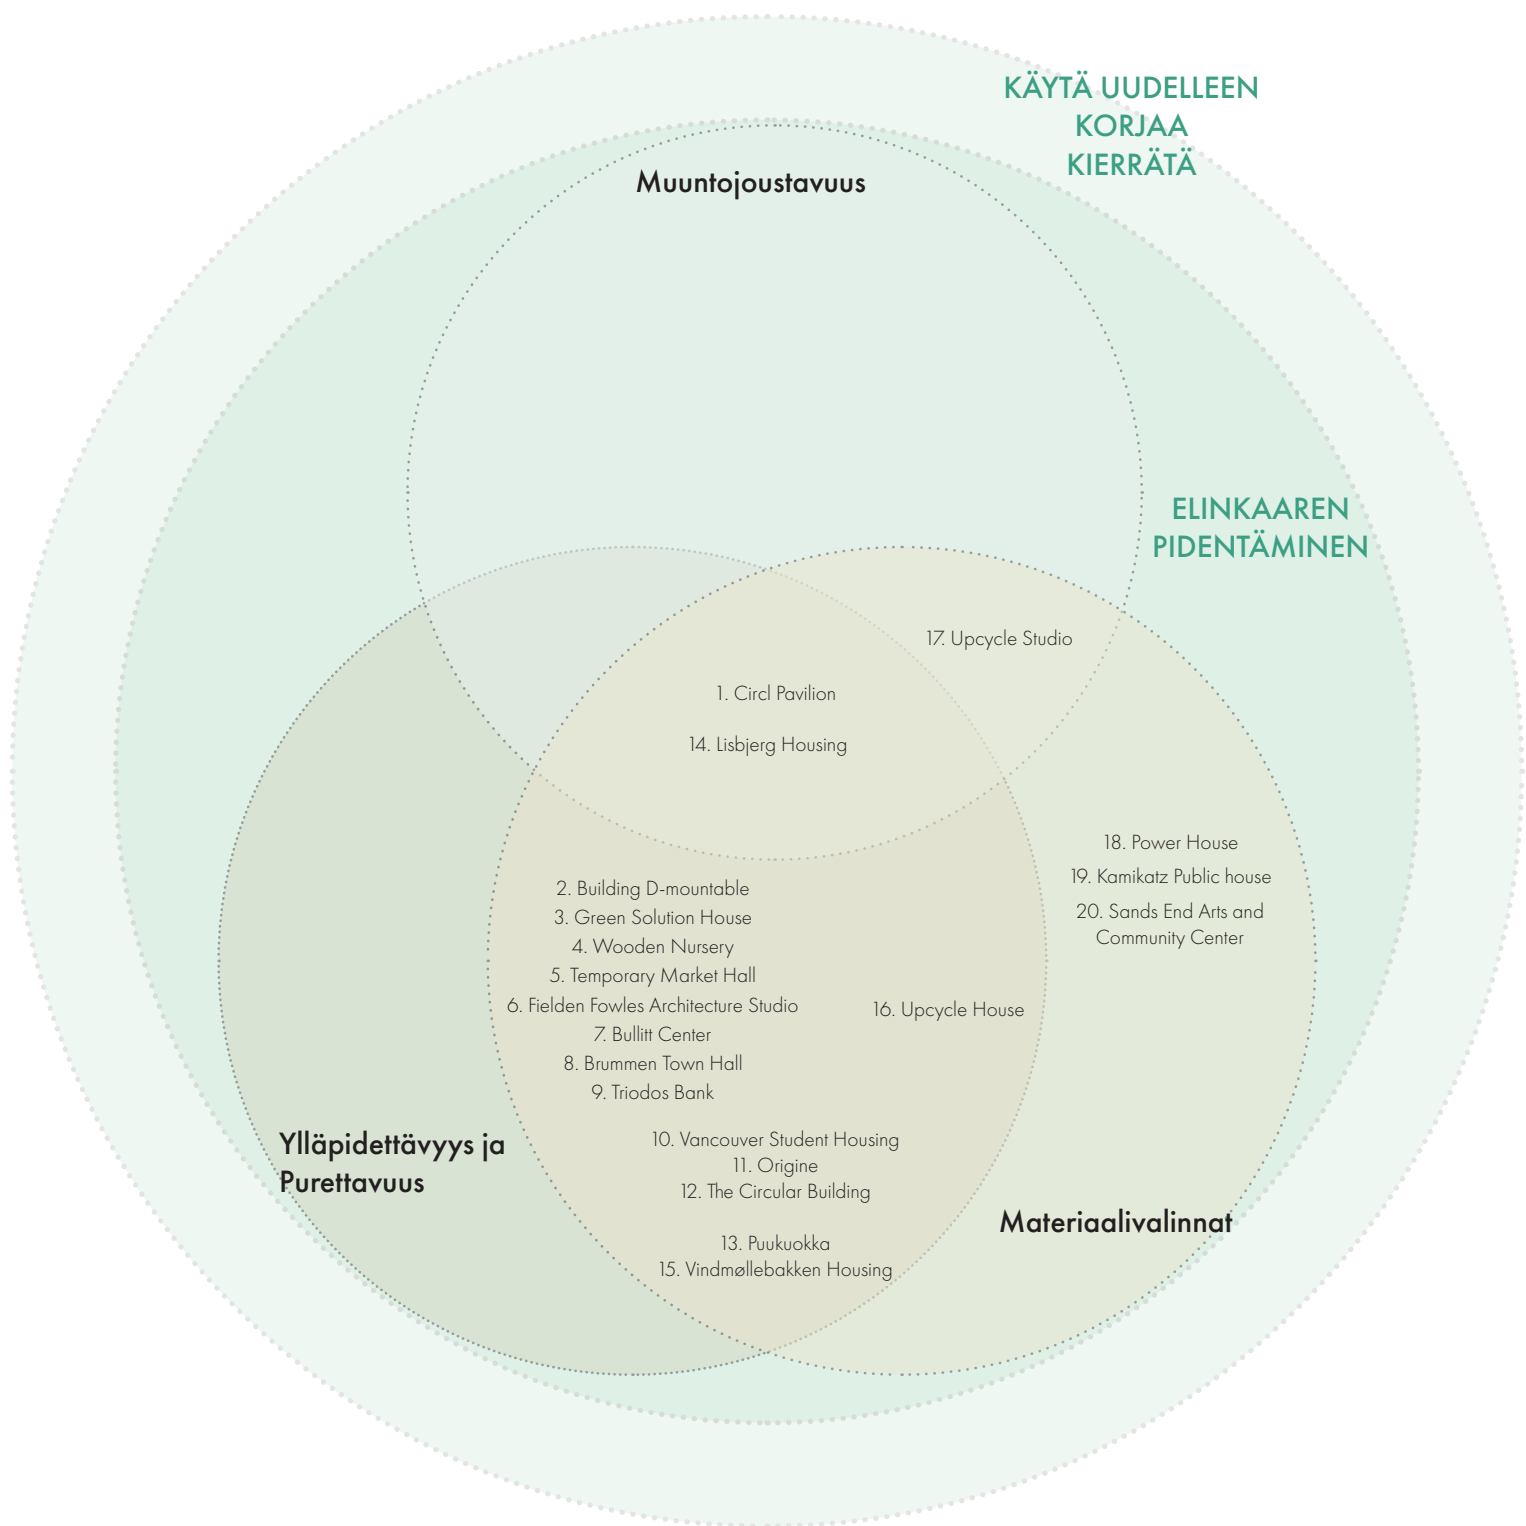 KÄYTÄ UUDELLEEN
KORJAA
KIERRÄTÄ
Muuntojoustavuus
ELINKAAREN
PIDENTÄMINEN
17. Upcycle Studio
1. Circl Pavilion
14. Lisbjerg Housing
18. Power House
19. Kamikatz Public house
20. Sands End Arts and
Community Center
2. Building D-mountable
3. Green Solution House
4. Wooden Nursery
5. Temporary Market Hall
6. Fielden Fowles Architecture Studio
7. Bullitt Center
8. Brummen Town Hall
9. Triodos Bank
16. Upcycle House
10. Vancouver Student Housing
11. Origine
12. The Circular Building
13. Puukuokka
15. Vindmøllebakken Housing
Ylläpidettävyys ja
Purettavuus
Materiaalivalinnat